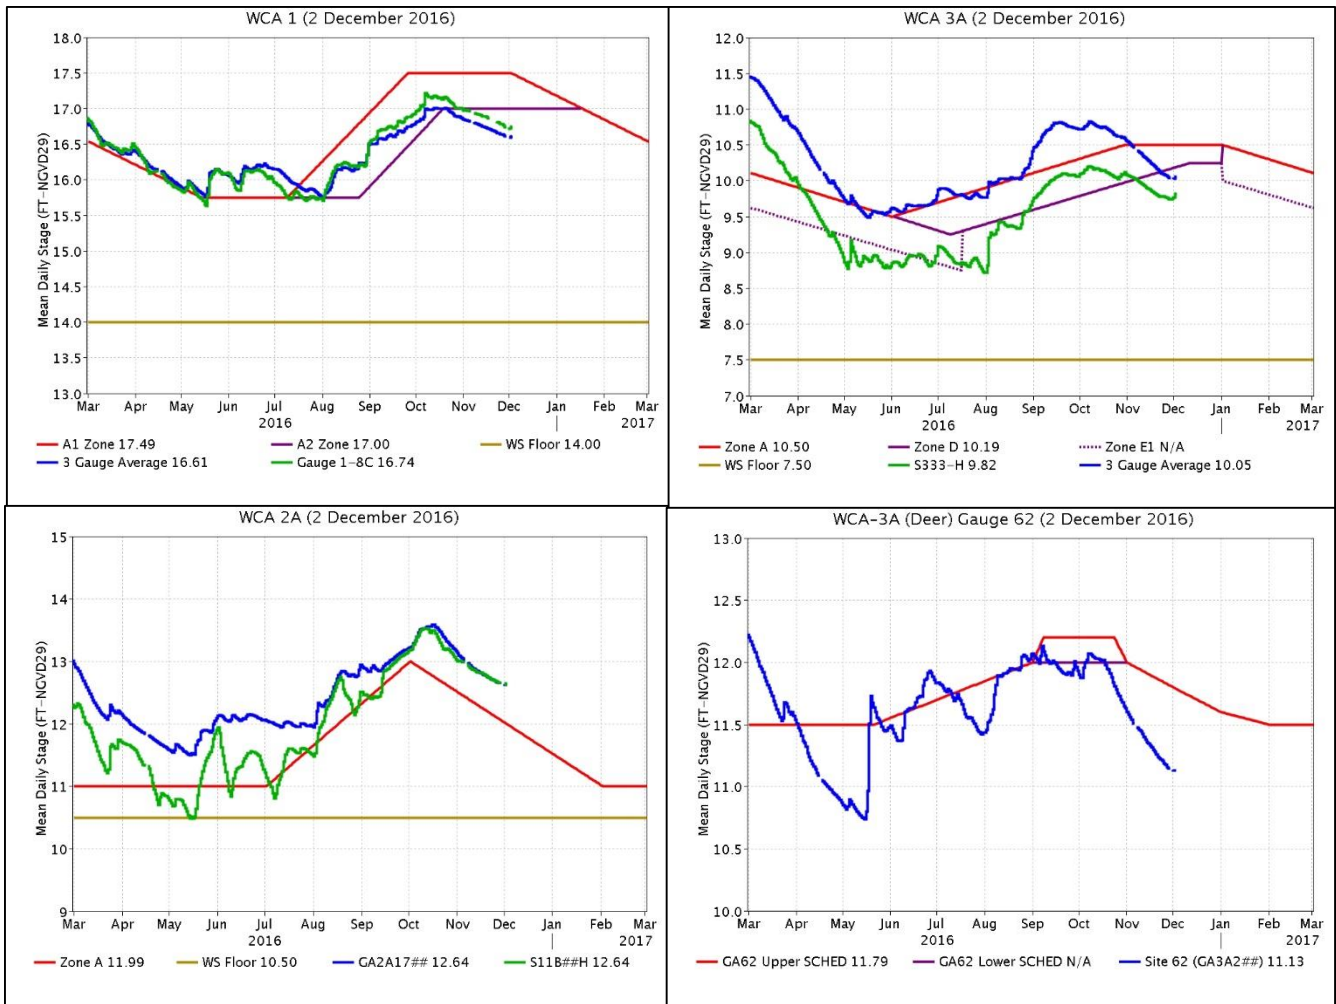 WCA 1 (2 December 2016)
Mean Daily Stage (FT-NGVD29)
18.0
17.5
17.0
16.5
16.0
15.5
15.0
14.5
14.0
13.5
13.0
Mar Apr May Jun Jul Aug Sep Oct Nov Dec Jan Feb Mar
2016 2017
A1 Zone 17.49 A2 Zone 17.00 WS Floor 14.00
3 Gauge Average 16.61 Gauge 1-8C 16.74
WCA 3A (2 December 2016)
Mean Daily Stage (FT-NGVD29)
12.0
11.5
11.0
10.5
10.0
9.5
9.0
8.5
8.0
7.5
7.0
Mar Apr May Jun Jul Aug Sep Oct Nov Dec Jan Feb Mar
2016 2017
Zone A 10.50 Zone D 10.19 Zone E1 N/A
WS Floor 7.50 S333-H 9.82 3 Gauge Average 10.05
WCA 2A (2 December 2016)
Mean Daily Stage (FT-NGVD29)
15
14
13
12
11
10
9
Mar Apr May Jun Jul Aug Sep Oct Nov Dec Jan Feb Mar
2016 2017
Zone A 11.99 WS Floor 10.50 GA2A17## 12.64 S11B##H 12.64
WCA-3A (Deer) Gauge 62 (2 December 2016)
Mean Daily Stage (FT-NGVD29)
13.0
12.5
12.0
11.5
11.0
10.5
10.0
Mar Apr May Jun Jul Aug Sep Oct Nov Dec Jan Feb Mar
2016 2017
GA62 Upper SCHED 11.79 GA62 Lower SCHED N/A Site 62 (GA3A2##) 11.13